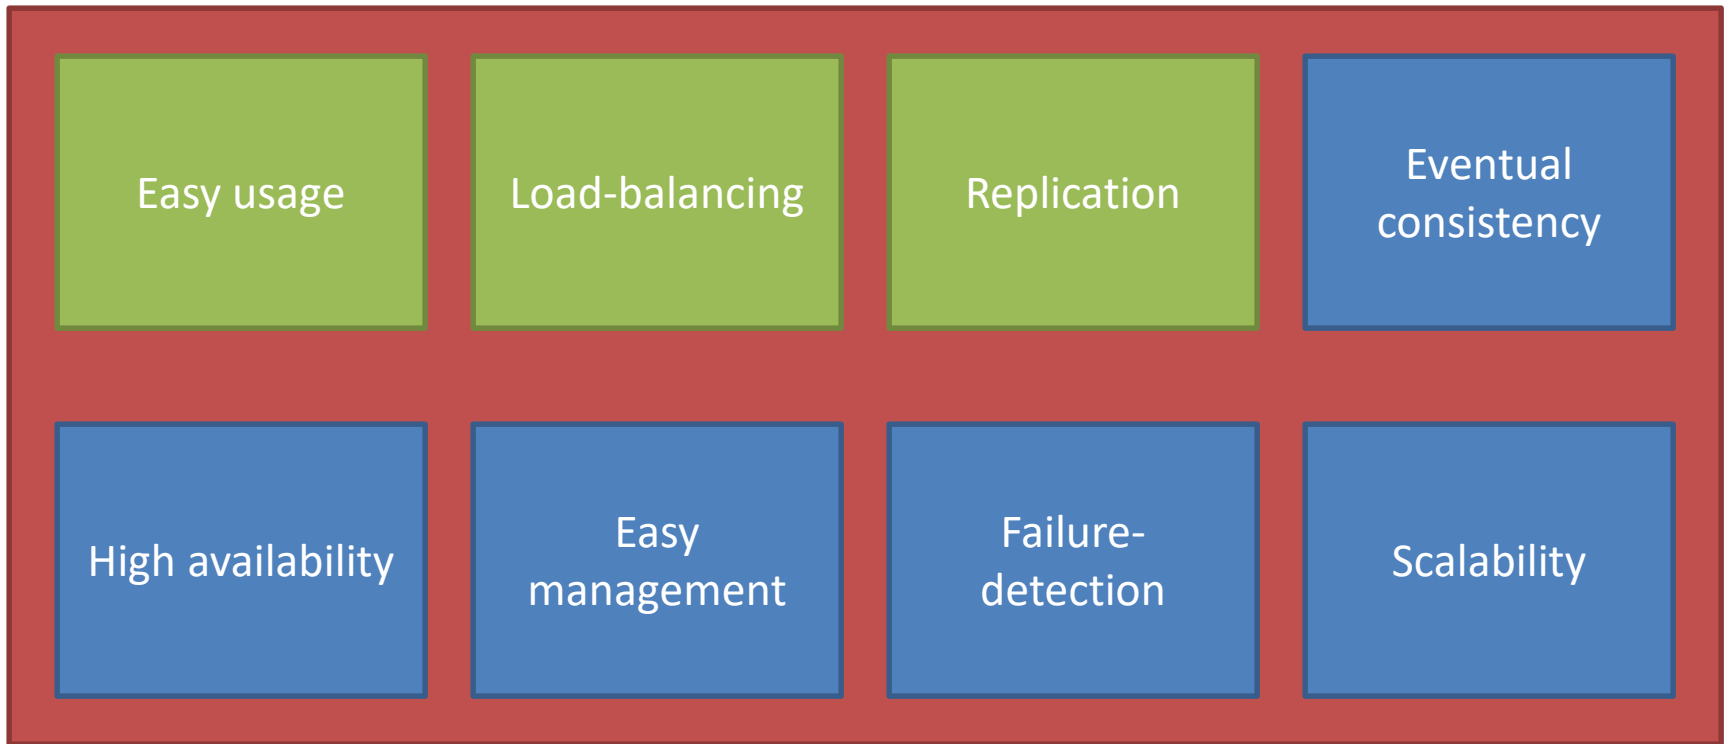 Easy usage
Load-balancing
Replication
Eventual
consistency
High availability
Easy
management
Failure-
detection
Scalability